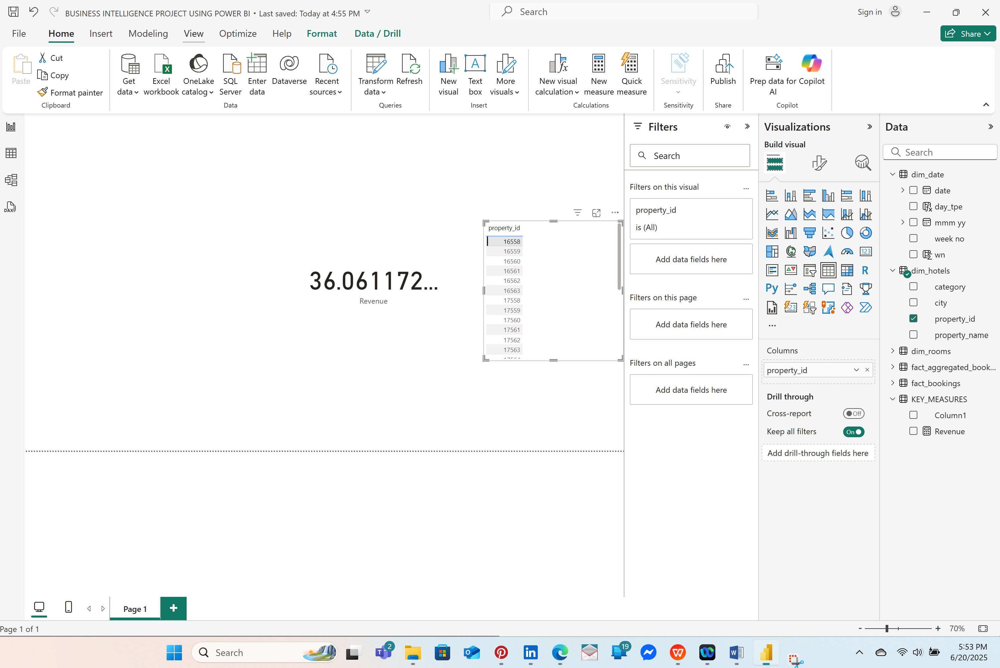 BUSINESS INTELLIGENCE PROJECT USING POWER BI • Last saved: Today at 4:55 PM
Search
Sign in
File Home Insert Modeling View Optimize Help Format Data / Drill
Share
Paste
Cut
Copy
Format painter
Clipboard
Get data
Excel workbook
OneLake catalog
SQL Server
Enter data
Dataverse
Recent sources
Data
Transform data
Refresh
Queries
New visual
Text box
More visuals
Insert
New visual calculation
New measure
Quick measure
Calculations
Sensitivity
Sensitivity
Publish
Share
Prep data for AI
Copilot
Copilot
DAX
36.061172...
Revenue
property_id
16558
16559
16560
16561
16562
16563
17558
17559
17560
17561
17562
17563
Filters
Search
Filters on this visual
property_id
is (All)
Add data fields here
Filters on this page
Add data fields here
Filters on all pages
Add data fields here
Visualizations
Build visual
123
R
Py
123
Columns
property_id
Drill through
Cross-report
Off
Keep all filters
On
Add drill-through fields here
Data
Search
dim_date
date
day_tpe
mmm yy
week no
wn
dim_hotels
category
city
property_id
property_name
dim_rooms
fact_aggregated_book...
fact_bookings
KEY_MEASURES
Column1
Revenue
Page 1
+
Page 1 of 1
- + 70%
Search
2
19
5:53 PM
6/20/2025